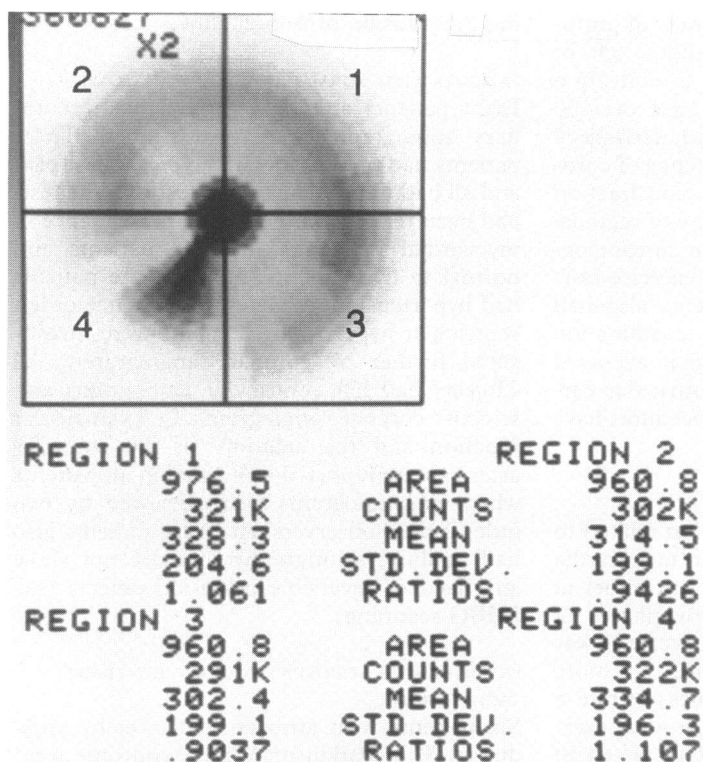 X2
2 1
4 3
REGION 1 REGION 2
976.5 AREA 960.8
321K COUNTS 302K
328.7 MEAN 314.5
204.6 STD DEV 199.1
1.061 RATIOS .9426
REGION 3 REGION 4
960.8 AREA 960.8
291K COUNTS 322K
302.4 MEAN 334.7
199.1 STD DEV 196.3
.9037 RATIOS 1.107